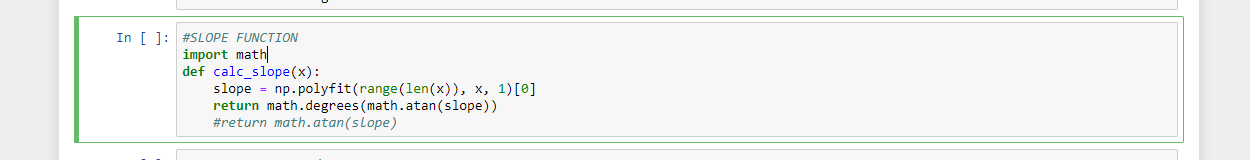 In [ ]:
#SLOPE FUNCTION
import math
def calc_slope(x):
    slope = np.polyfit(range(len(x)), x, 1)[0]
    return math.degrees(math.atan(slope))
    #return math.atan(slope)